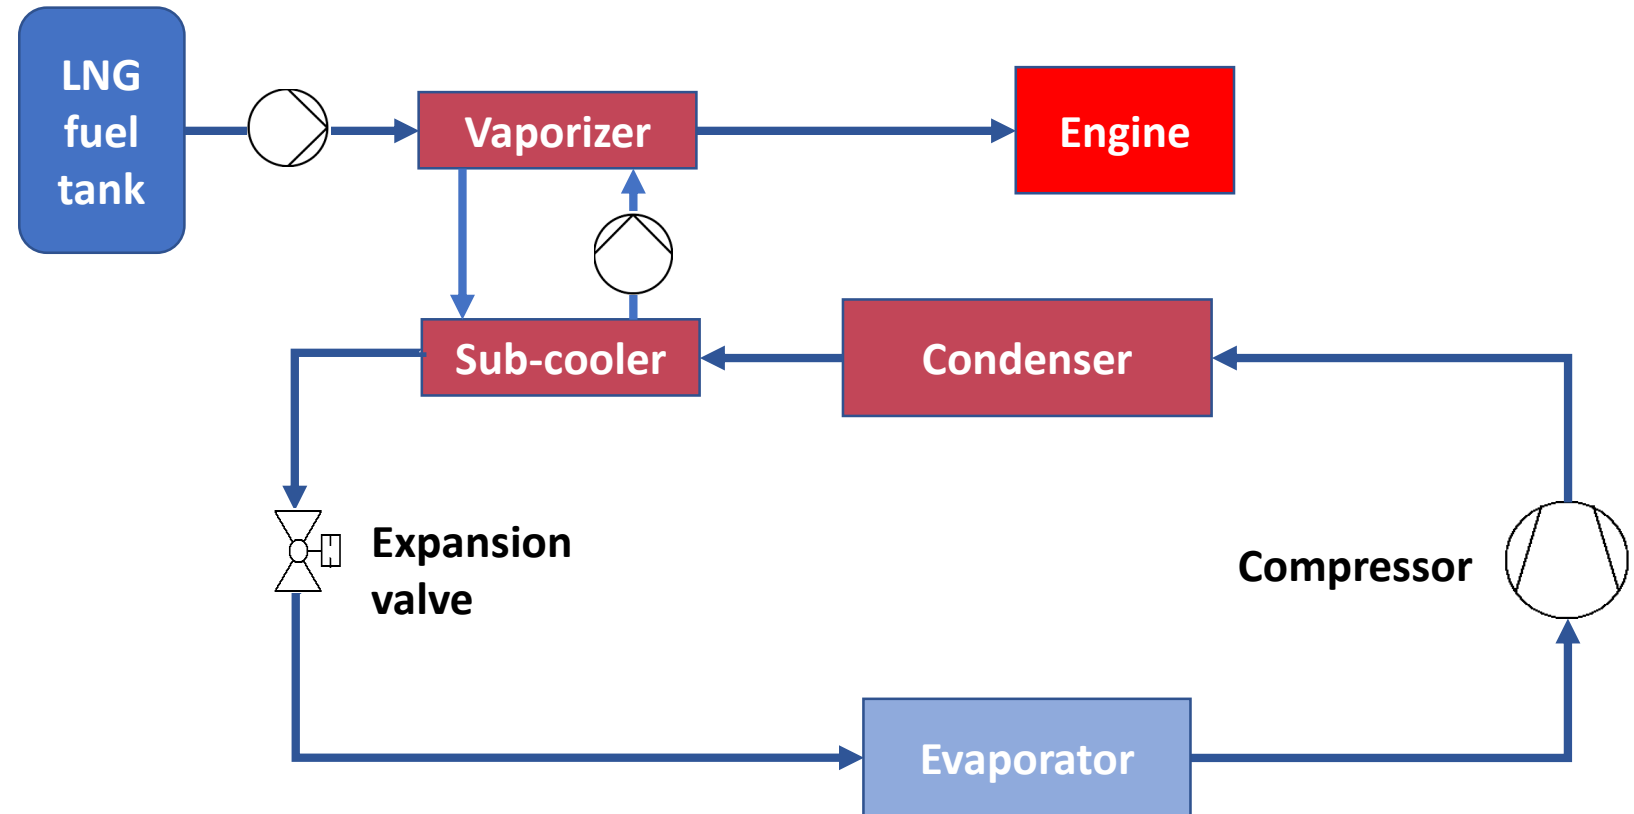 LNG
fuel
tank
Vaporizer
Engine
Sub-cooler
Condenser
Expansion
valve
Compressor
Evaporator